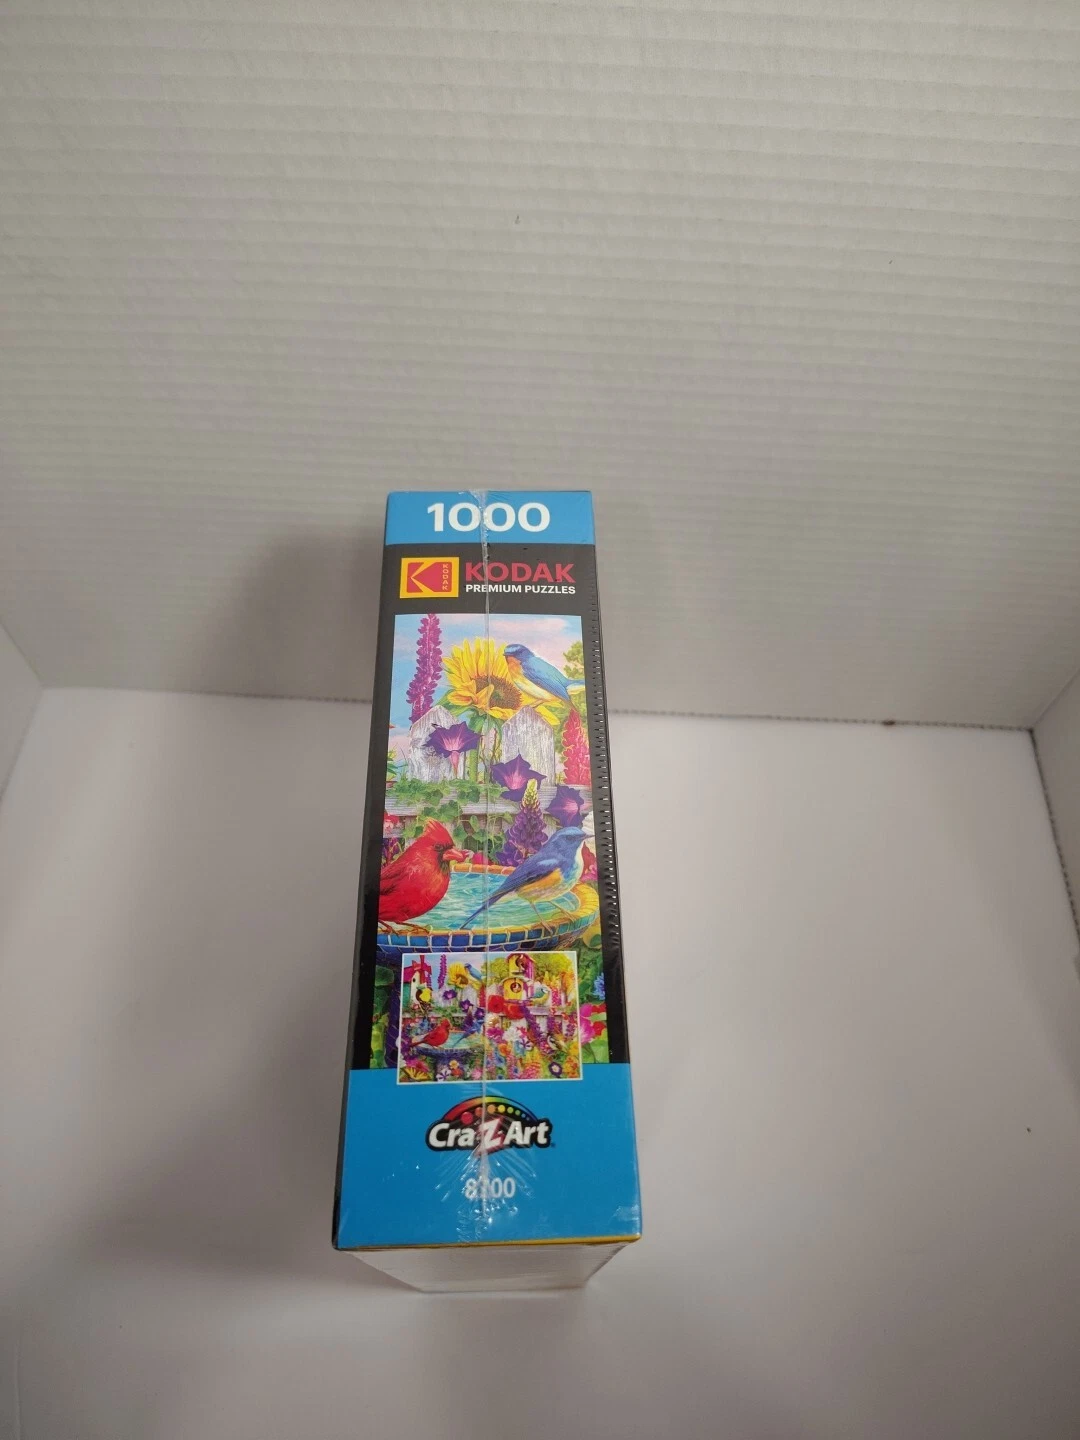 1000
KODAK
KODAK
PREMIUM PUZZLES
Cra Z Art